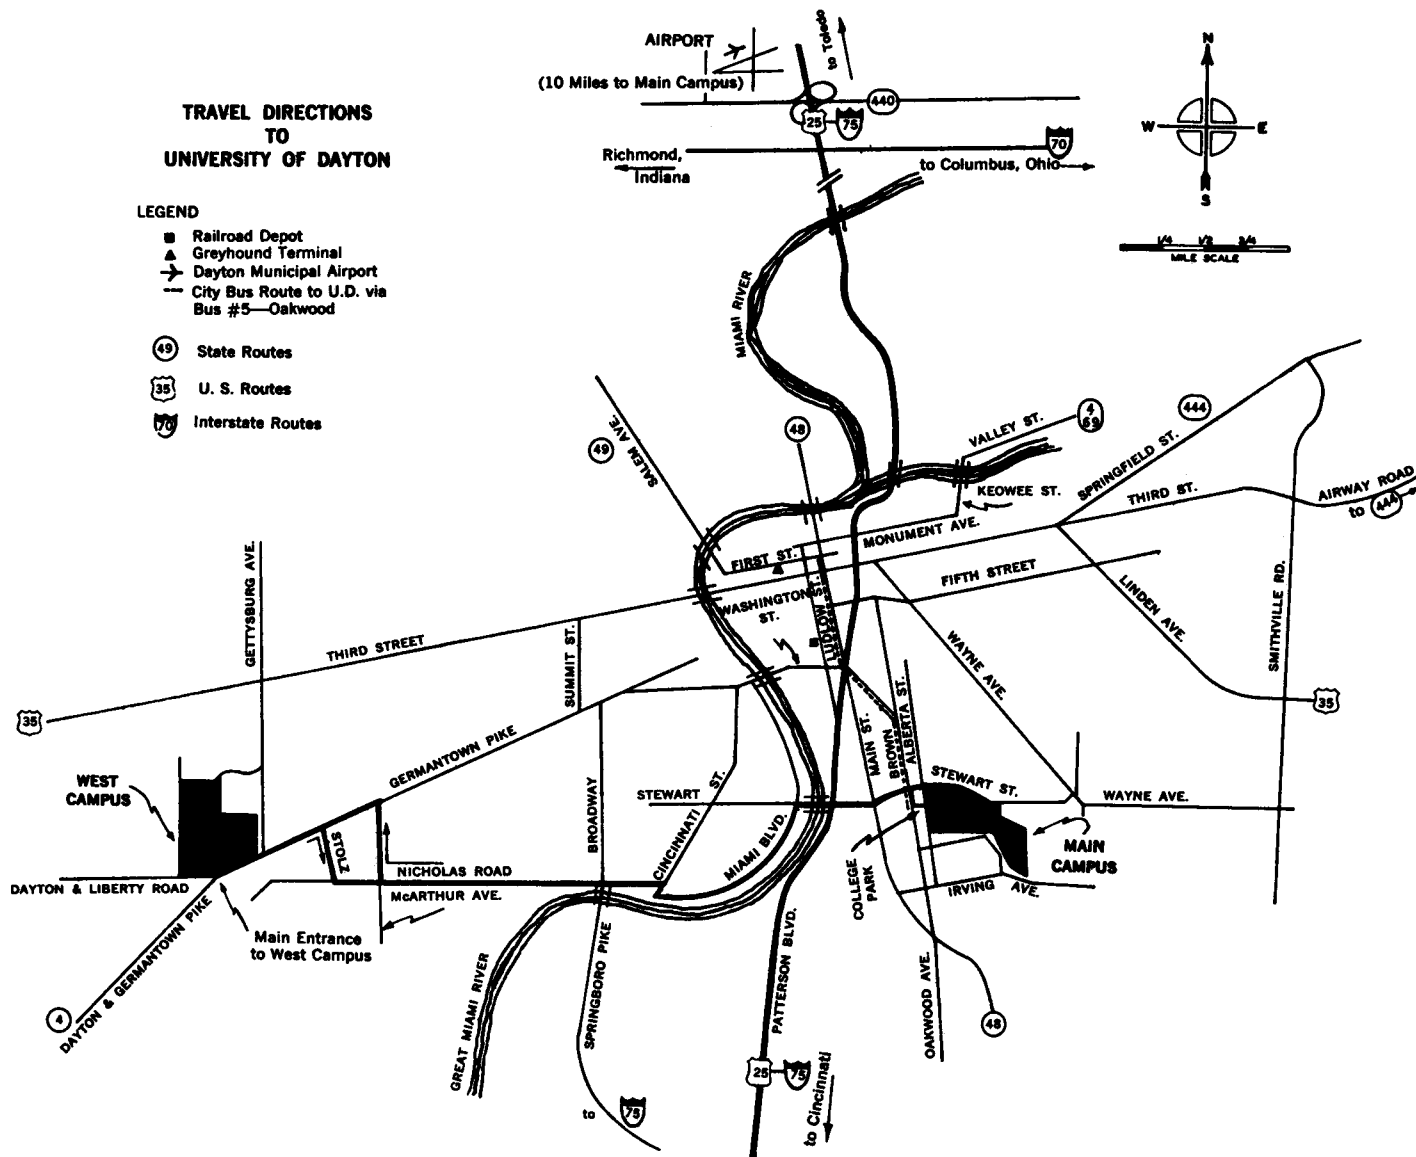 AIRPORT
(10 Miles to Main Campus)
to Toledo
440
25
75
TRAVEL DIRECTIONS
TO
UNIVERSITY OF DAYTON
Richmond,
Indiana
70
to Columbus, Ohio
N
W
E
S
1/4 1/2 3/4
MILE SCALE
LEGEND
Railroad Depot
Greyhound Terminal
Dayton Municipal Airport
City Bus Route to U.D. via
Bus #5—Oakwood
49 State Routes
35 U. S. Routes
70 Interstate Routes
MIAMI RIVER
48
49
SALEM AVE.
VALLEY ST.
4
69
444
SPRINGFIELD ST.
KEOWEE ST.
MONUMENT AVE.
THIRD ST.
AIRWAY ROAD
to 444
FIRST ST.
FIFTH STREET
WASHINGTON
ST.
LUDLOW ST.
LINDEN AVE.
SMITHVILLE RD.
GETTYSBURG AVE.
THIRD STREET
SUMMIT ST.
WAYNE AVE.
35
35
GERMANTOWN PIKE
MAIN ST.
BROWN
ALBERTA ST.
WEST
CAMPUS
STEWART
CINCINNATI ST.
STEWART ST.
WAYNE AVE.
BROADWAY
MIAMI BLVD.
STOLZ
NICHOLAS ROAD
McARTHUR AVE.
DAYTON & LIBERTY ROAD
MAIN
CAMPUS
COLLEGE
PARK
IRVING AVE.
Main Entrance
to West Campus
DAYTON & GERMANTOWN PIKE
4
GREAT MIAMI RIVER
SPRINGBORO PIKE
PATTERSON BLVD.
OAKWOOD AVE.
48
25
75
to 75
to Cincinnati